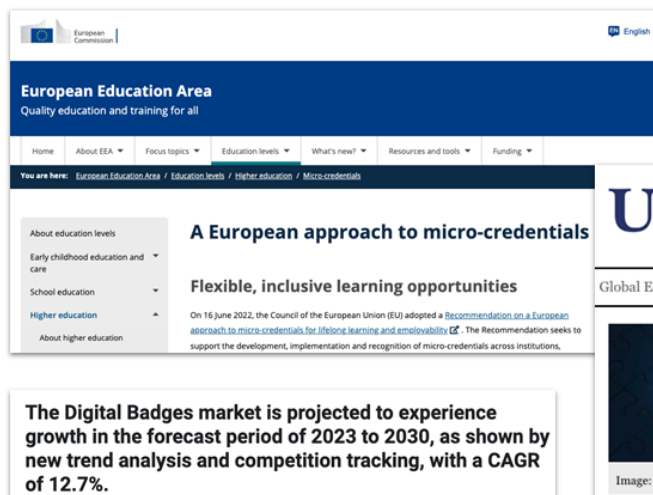 European
Commission
EN English
European Education Area
Quality education and training for all
Home About EEA Focus topics Education levels What's new? Resources and tools Funding
You are here: European Education Area / Education levels / Higher education / Micro-credentials
About education levels
Early childhood education and
care
School education
Higher education
About higher education
A European approach to micro-credentials
Flexible, inclusive learning opportunities
On 16 June 2022, the Council of the European Union (EU) adopted a Recommendation on a European
approach to micro-credentials for lifelong learning and employability . The Recommendation seeks to
support the development, implementation and recognition of micro-credentials across institutions,
U
Global E
Image:
The Digital Badges market is projected to experience
growth in the forecast period of 2023 to 2030, as shown by
new trend analysis and competition tracking, with a CAGR
of 12.7%.